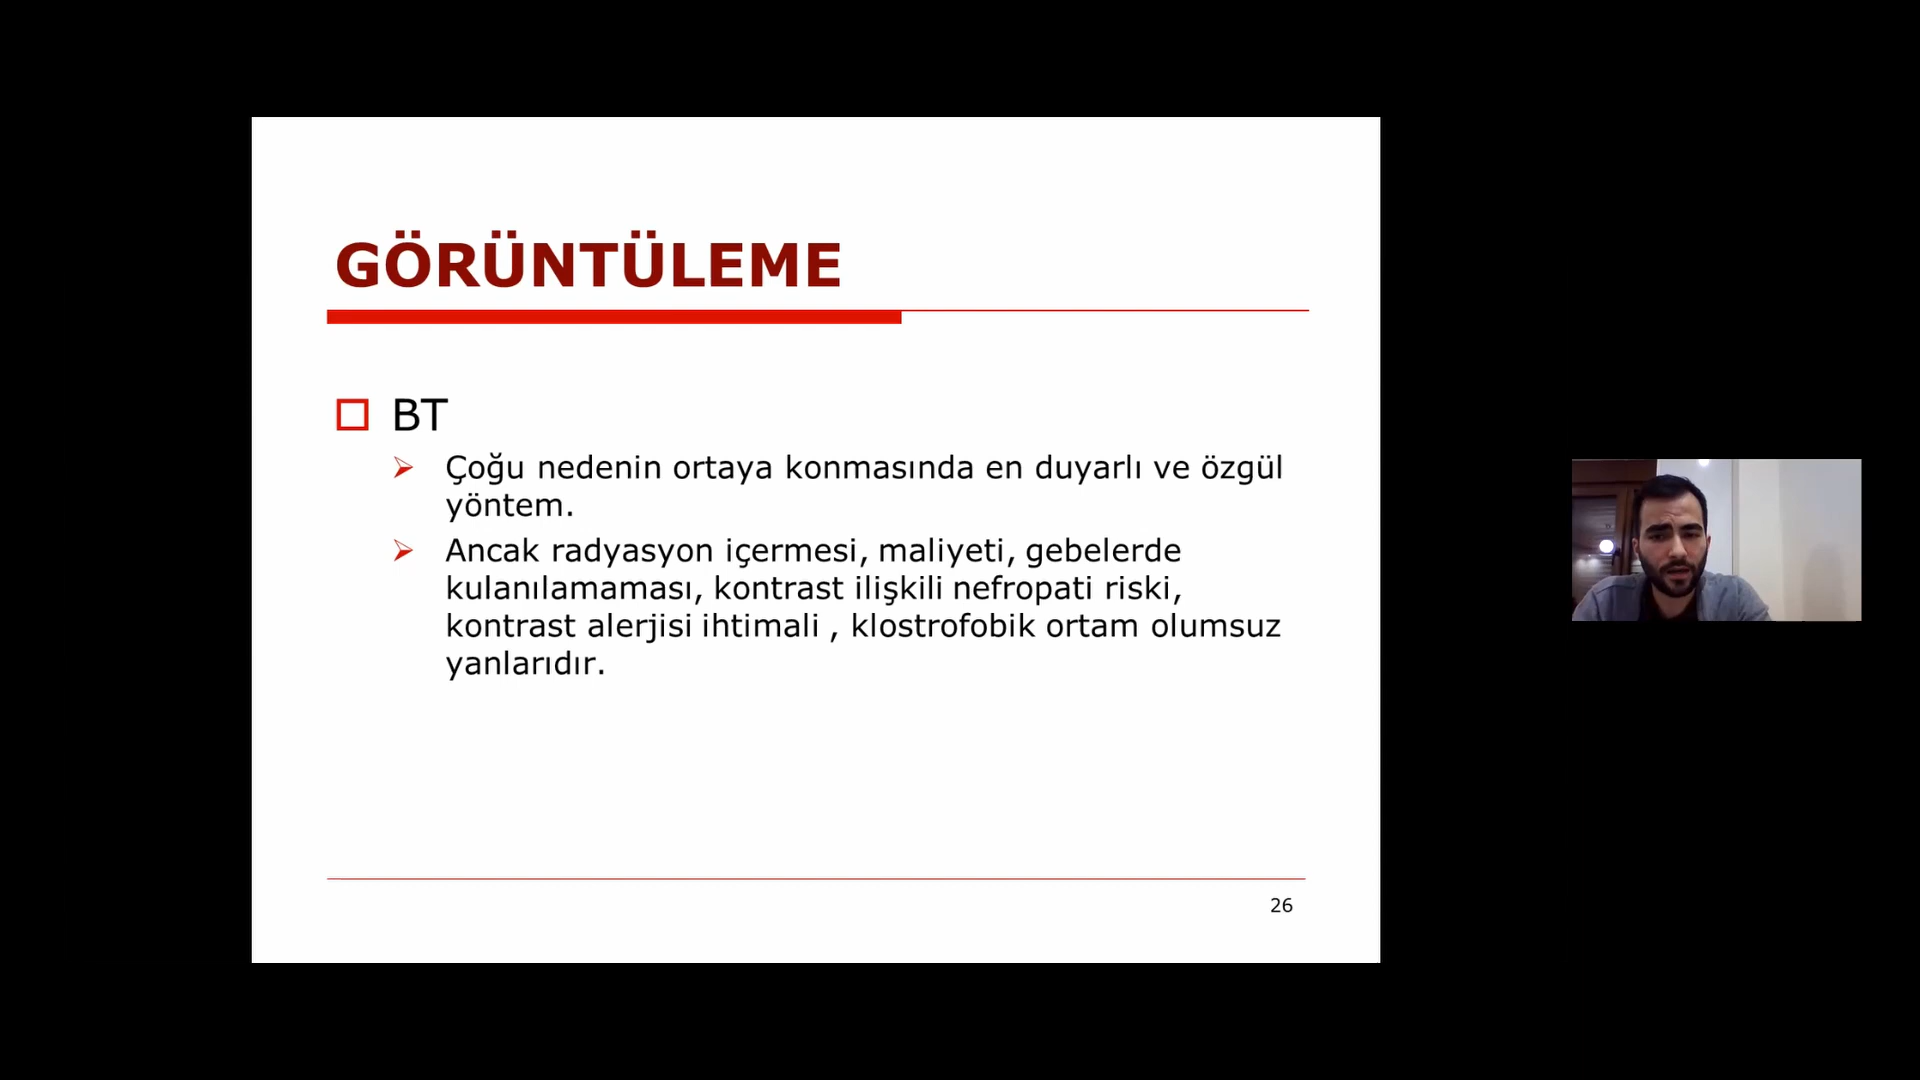 GÖRÜNTÜLEME
BT
Çoğu nedenin ortaya konmasında en duyarlı ve özgül
yöntem.
Ancak radyasyon içermesi, maliyeti, gebelerde
kulanılamaması, kontrast ilişkili nefropati riski,
kontrast alerjisi ihtimali , klostrofobik ortam olumsuz
yanlarıdır.
26